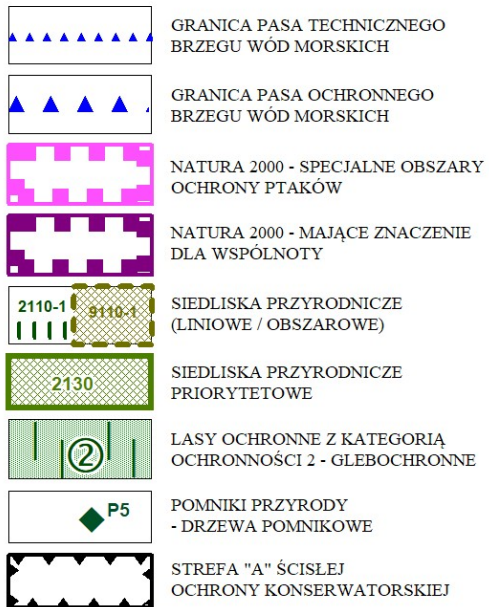 GRANICA PASA TECHNICZNEGO
BRZEGU WÓD MORSKICH
GRANICA PASA OCHRONNEGO
BRZEGU WÓD MORSKICH
NATURA 2000 - SPECJALNE OBSZARY
OCHRONY PTAKÓW
NATURA 2000 - MAJĄCE ZNACZENIE
DLA WSPÓLNOTY
2110-1
9110-1
SIEDLISKA PRZYRODNICZE
(LINIOWE / OBSZAROWE)
2130
SIEDLISKA PRZYRODNICZE
PRIORYTETOWE
2
LASY OCHRONNE Z KATEGORIĄ
OCHRONNOŚCI 2 - GLEBOCHRONNE
P5
POMNIKI PRZYRODY
- DRZEWA POMNIKOWE
STREFA "A" ŚCISŁEJ
OCHRONY KONSERWATORSKIEJ